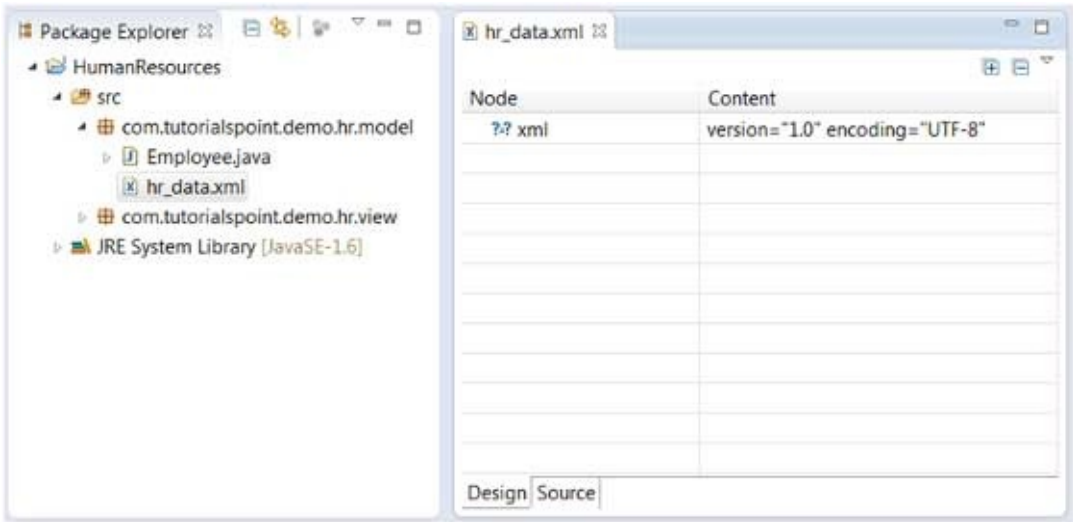 Package Explorer
HumanResources
src
com.tutorialspoint.demo.hr.model
Employee.java
hr_data.xml
com.tutorialspoint.demo.hr.view
JRE System Library [JavaSE-1.6]
hr_data.xml
Node Content
?-? xml version="1.0" encoding="UTF-8"
Design Source